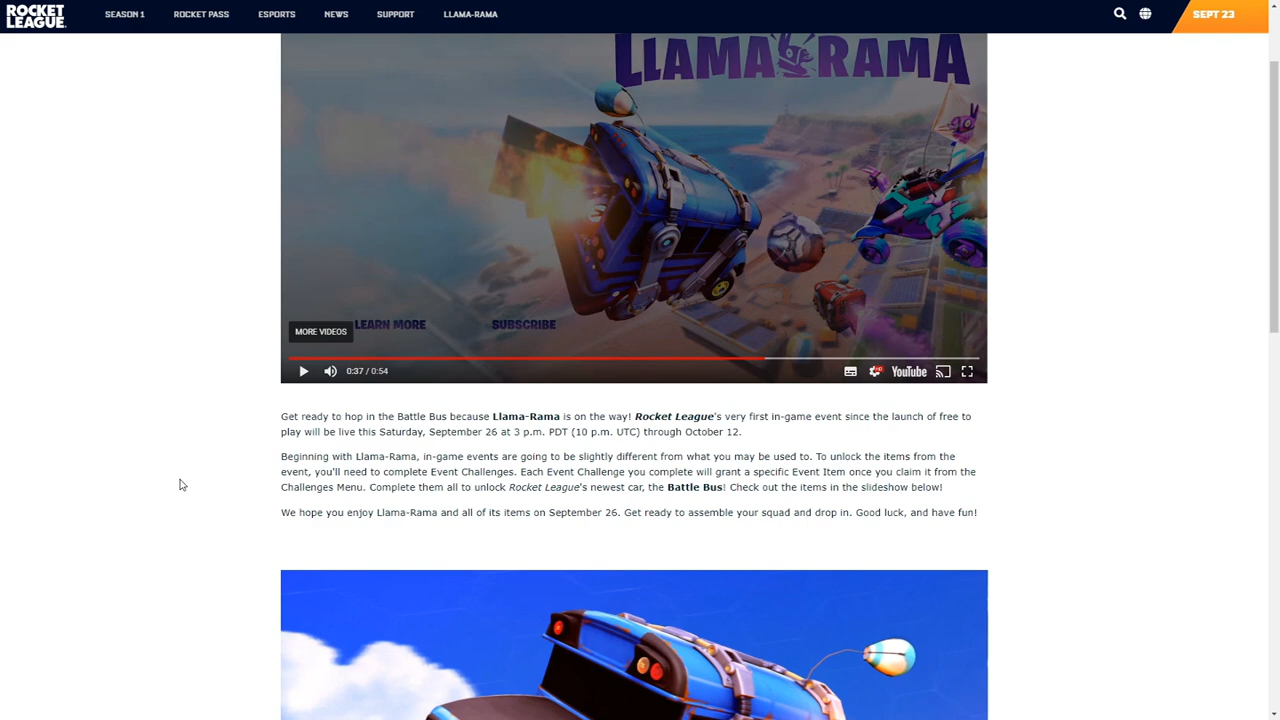 ROCKET LEAGUE
SEASON 1
ROCKET PASS
ESPORTS
NEWS
SUPPORT
LLAMA-RAMA
SEPT 23
LLAMA RAMA
LEARN MORE
SUBSCRIBE
MORE VIDEOS
0:37 / 0:54
HD
YouTube
Get ready to hop in the Battle Bus because Llama-Rama is on the way! Rocket League's very first in-game event since the launch of free to
play will be live this Saturday, September 26 at 3 p.m. PDT (10 p.m. UTC) through October 12.
Beginning with Llama-Rama, in-game events are going to be slightly different from what you may be used to. To unlock the items from the
event, you'll need to complete Event Challenges. Each Event Challenge you complete will grant a specific Event Item once you claim it from the
Challenges Menu. Complete them all to unlock Rocket League's newest car, the Battle Bus! Check out the items in the slideshow below!
We hope you enjoy Llama-Rama and all of its items on September 26. Get ready to assemble your squad and drop in. Good luck, and have fun!